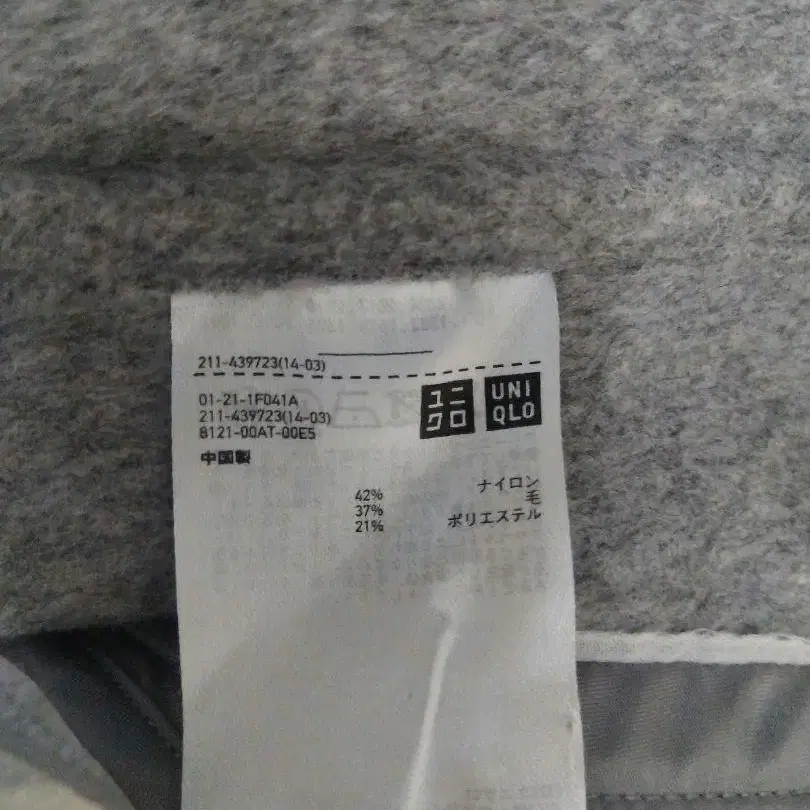 211-439723(14-03)
01-21-1F041A
211-439723(14-03)
8121-00AT-00E5
中国製
ユニ
クロ
UNI
QLO
42% ナイロン
37% 毛
21% ポリエステル